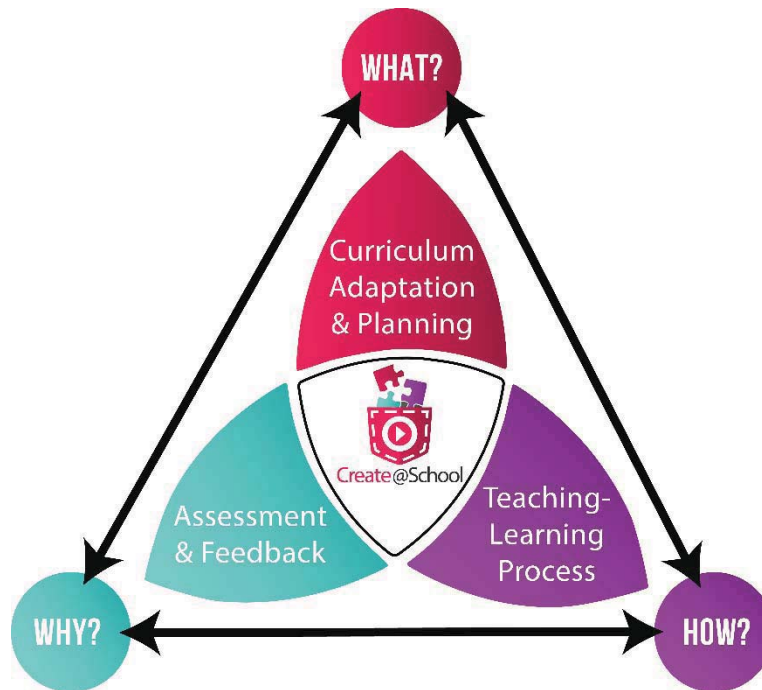 WHAT?
Curriculum
Adaptation
& Planning
Create@School
Assessment
& Feedback
Teaching-
Learning
Process
WHY?
HOW?